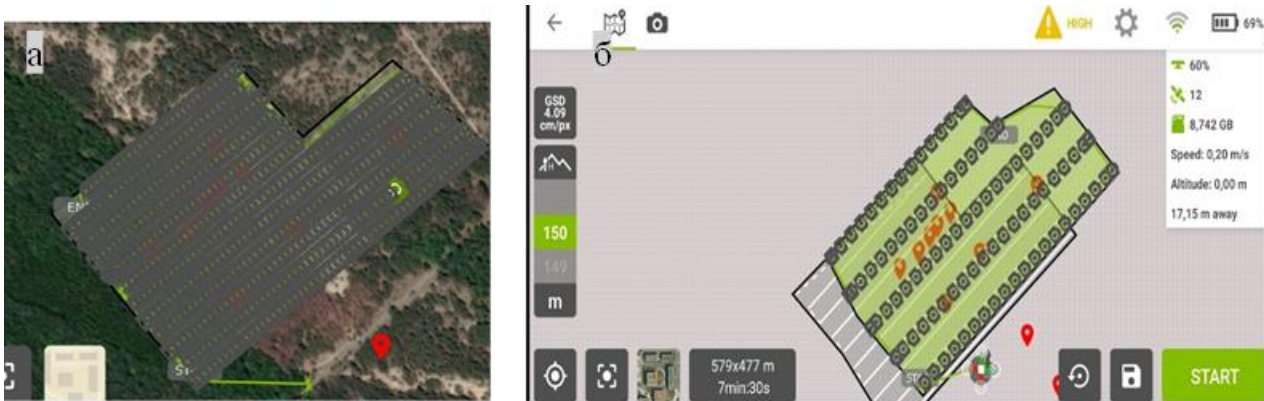 а
EN
St
б
HIGH
69%
GSD
4.09
cm/px
60%
12
8,742 GB
Speed: 0,20 m/s
Altitude: 0,00 m
17,15 m away
150
149
m
579x477 m
7min:30s
START